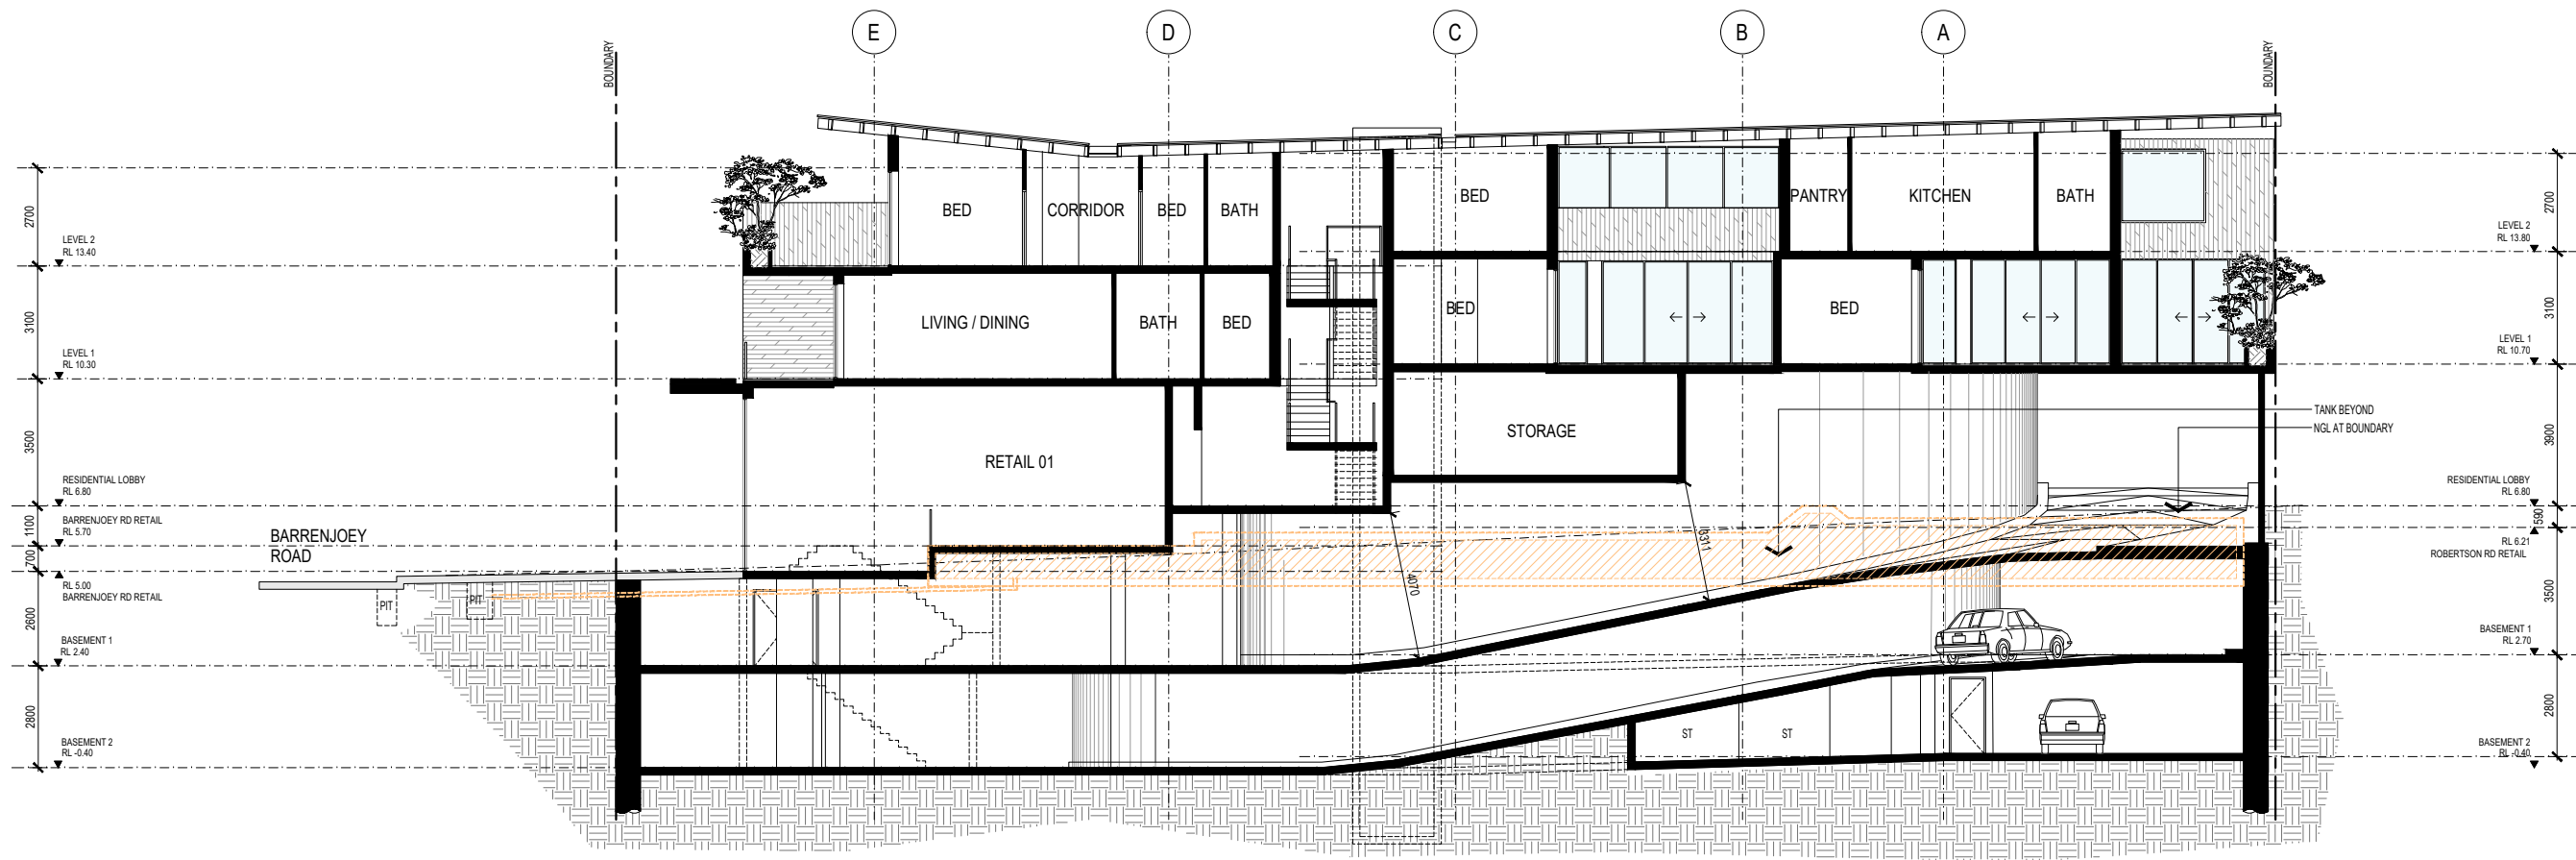 E
D
C
B
A
BOUNDARY
BOUNDARY
BED
CORRIDOR
BED
BATH
BED
PANTRY
KITCHEN
BATH
LIVING / DINING
BATH
BED
BED
BED
RETAIL 01
STORAGE
BARRENJOEY
ROAD
PIT
PIT
ST
ST
4070
6311
2700
LEVEL 2
RL 13.40
3100
LEVEL 1
RL 10.30
3500
RESIDENTIAL LOBBY
RL 6.80
1100
BARRENJOEY RD RETAIL
RL 5.70
700
RL 5.00
BARRENJOEY RD RETAIL
2600
BASEMENT 1
RL 2.40
2800
BASEMENT 2
RL -0.40
2700
LEVEL 2
RL 13.80
3100
LEVEL 1
RL 10.70
TANK BEYOND
NGL AT BOUNDARY
3900
RESIDENTIAL LOBBY
RL 6.80
590
RL 6.21
ROBERTSON RD RETAIL
3500
BASEMENT 1
RL 2.70
2800
BASEMENT 2
RL -0.40